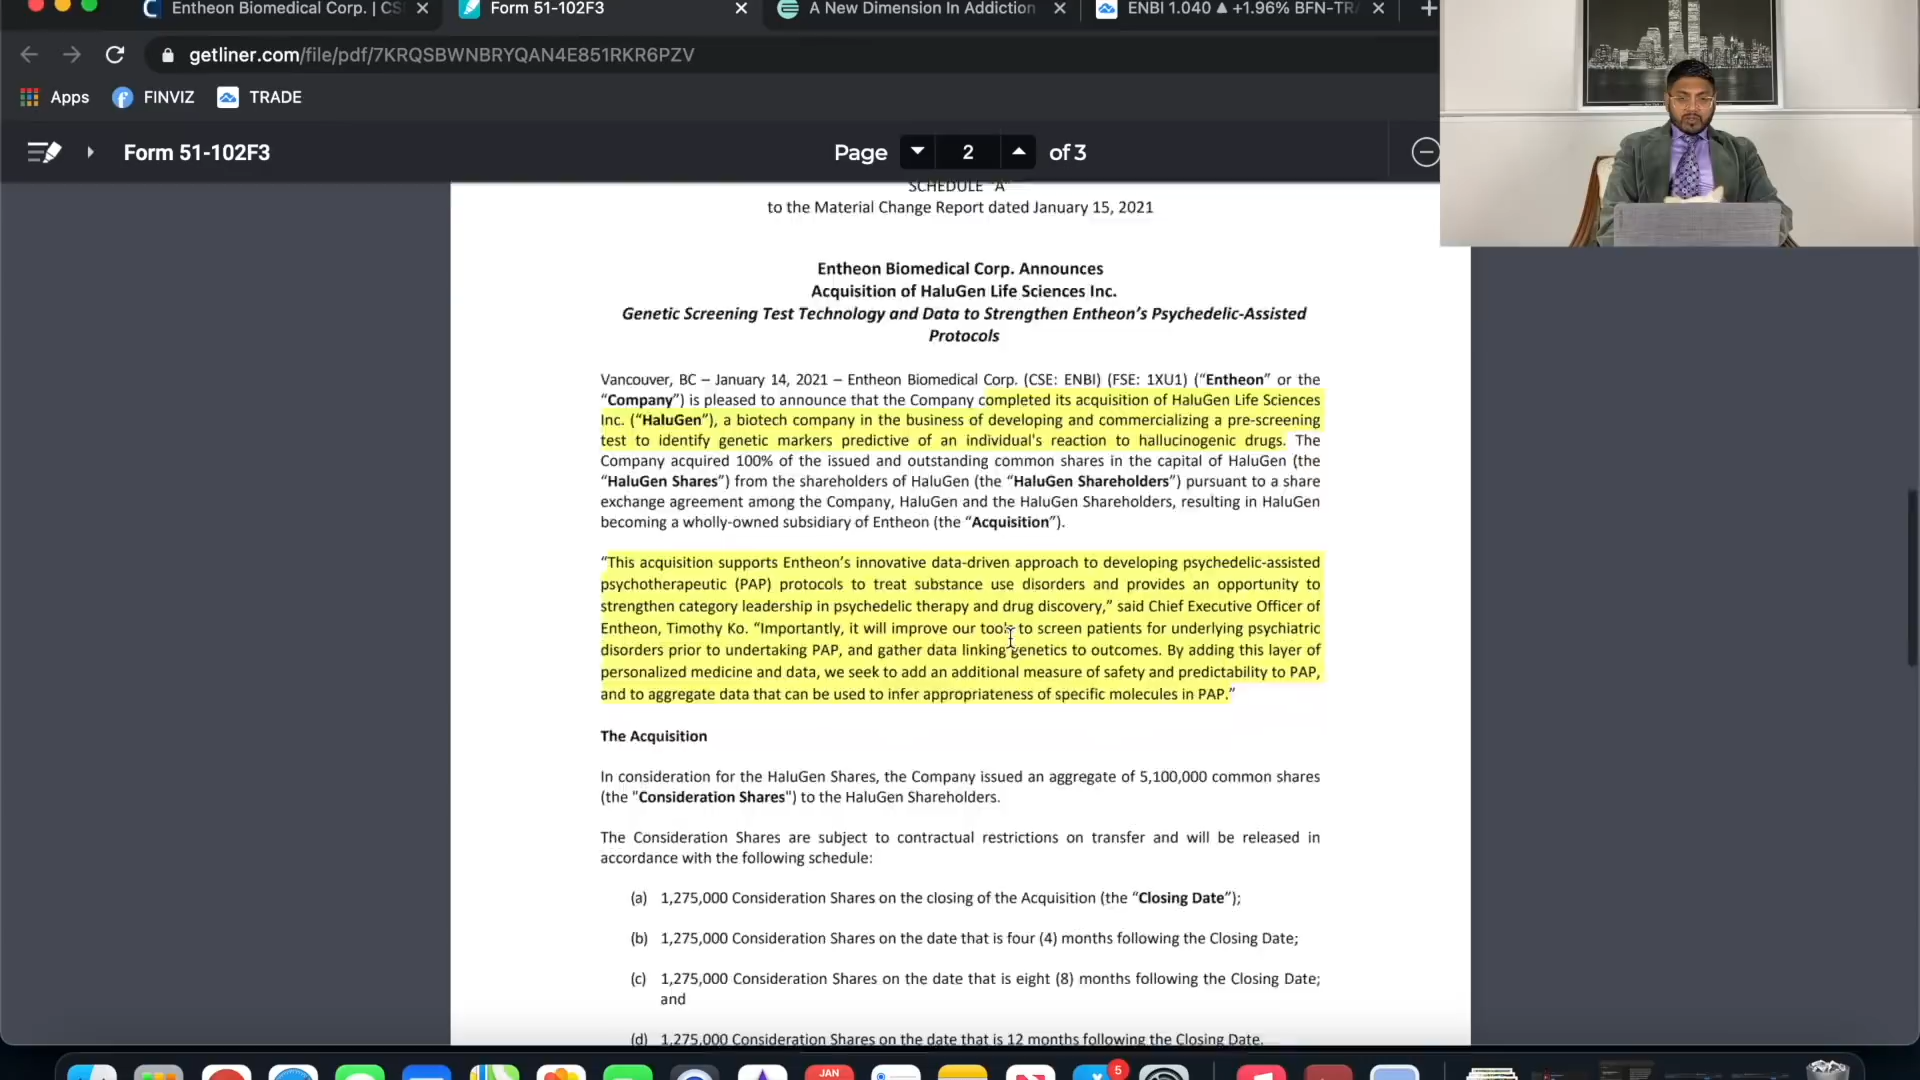 Entheon Biomedical Corp. | CS
Form 51-102F3
A New Dimension In Addiction
ENBI 1.040 ▲ +1.96% BFN-TRA
getliner.com/file/pdf/7KRQSBWNBRYQAN4E851RKR6PZV
Apps FINVIZ TRADE
Form 51-102F3
Page 2 of 3
SCHEDULE "A"
to the Material Change Report dated January 15, 2021
Entheon Biomedical Corp. Announces
Acquisition of HaluGen Life Sciences Inc.
Genetic Screening Test Technology and Data to Strengthen Entheon’s Psychedelic-Assisted
Protocols
Vancouver, BC – January 14, 2021 – Entheon Biomedical Corp. (CSE: ENBI) (FSE: 1XU1) (“Entheon” or the
“Company”) is pleased to announce that the Company completed its acquisition of HaluGen Life Sciences
Inc. (“HaluGen”), a biotech company in the business of developing and commercializing a pre-screening
test to identify genetic markers predictive of an individual's reaction to hallucinogenic drugs. The
Company acquired 100% of the issued and outstanding common shares in the capital of HaluGen (the
“HaluGen Shares”) from the shareholders of HaluGen (the “HaluGen Shareholders”) pursuant to a share
exchange agreement among the Company, HaluGen and the HaluGen Shareholders, resulting in HaluGen
becoming a wholly-owned subsidiary of Entheon (the “Acquisition”).
“This acquisition supports Entheon’s innovative data-driven approach to developing psychedelic-assisted
psychotherapeutic (PAP) protocols to treat substance use disorders and provides an opportunity to
strengthen category leadership in psychedelic therapy and drug discovery,” said Chief Executive Officer of
Entheon, Timothy Ko. “Importantly, it will improve our tools to screen patients for underlying psychiatric
disorders prior to undertaking PAP, and gather data linking genetics to outcomes. By adding this layer of
personalized medicine and data, we seek to add an additional measure of safety and predictability to PAP,
and to aggregate data that can be used to infer appropriateness of specific molecules in PAP.”
The Acquisition
In consideration for the HaluGen Shares, the Company issued an aggregate of 5,100,000 common shares
(the "Consideration Shares") to the HaluGen Shareholders.
The Consideration Shares are subject to contractual restrictions on transfer and will be released in
accordance with the following schedule:
(a) 1,275,000 Consideration Shares on the closing of the Acquisition (the “Closing Date”);
(b) 1,275,000 Consideration Shares on the date that is four (4) months following the Closing Date;
(c) 1,275,000 Consideration Shares on the date that is eight (8) months following the Closing Date;
and
(d) 1,275,000 Consideration Shares on the date that is 12 months following the Closing Date.
JAN
5